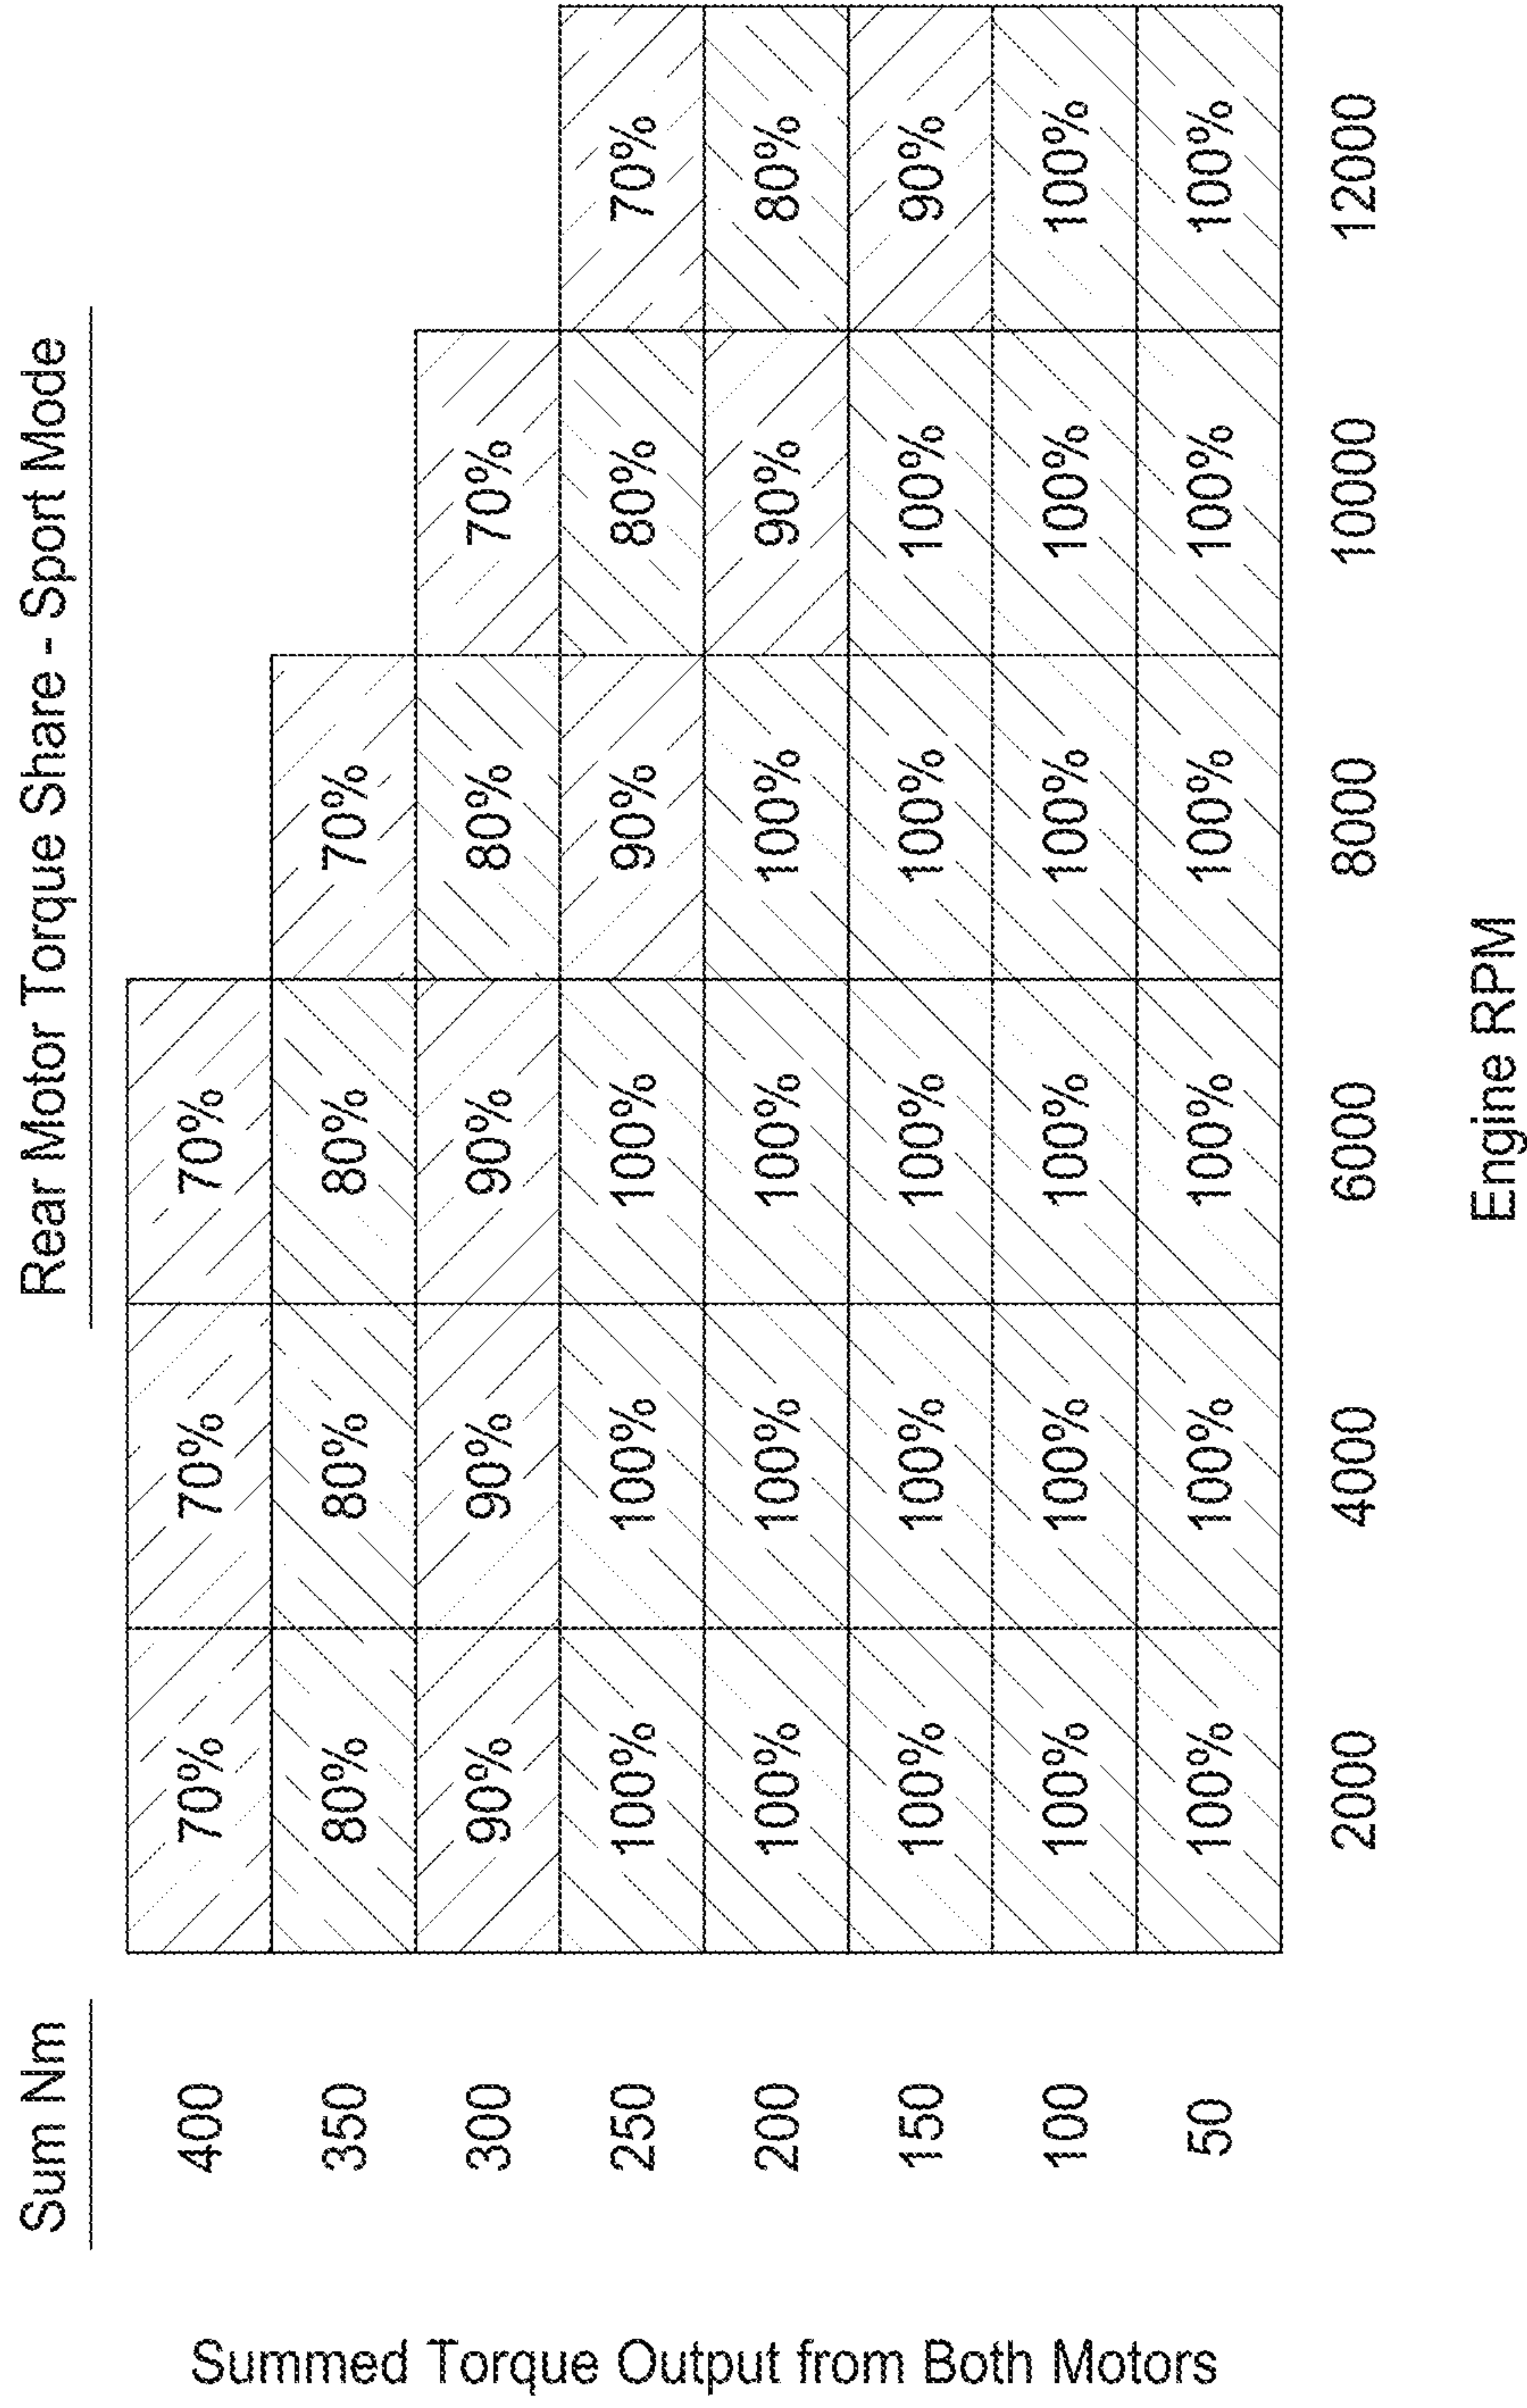 Sum Nm Rear Motor Torque Share - Sport Mode
400 70% 70% 70%
350 80% 80% 80% 70%
300 90% 90% 90% 80% 70%
250 100% 100% 100% 90% 80% 70%
200 100% 100% 100% 100% 90% 80%
150 100% 100% 100% 100% 100% 90%
100 100% 100% 100% 100% 100% 100%
50 100% 100% 100% 100% 100% 100%
2000 4000 6000 8000 10000 12000
Engine RPM
Summed Torque Output from Both Motors